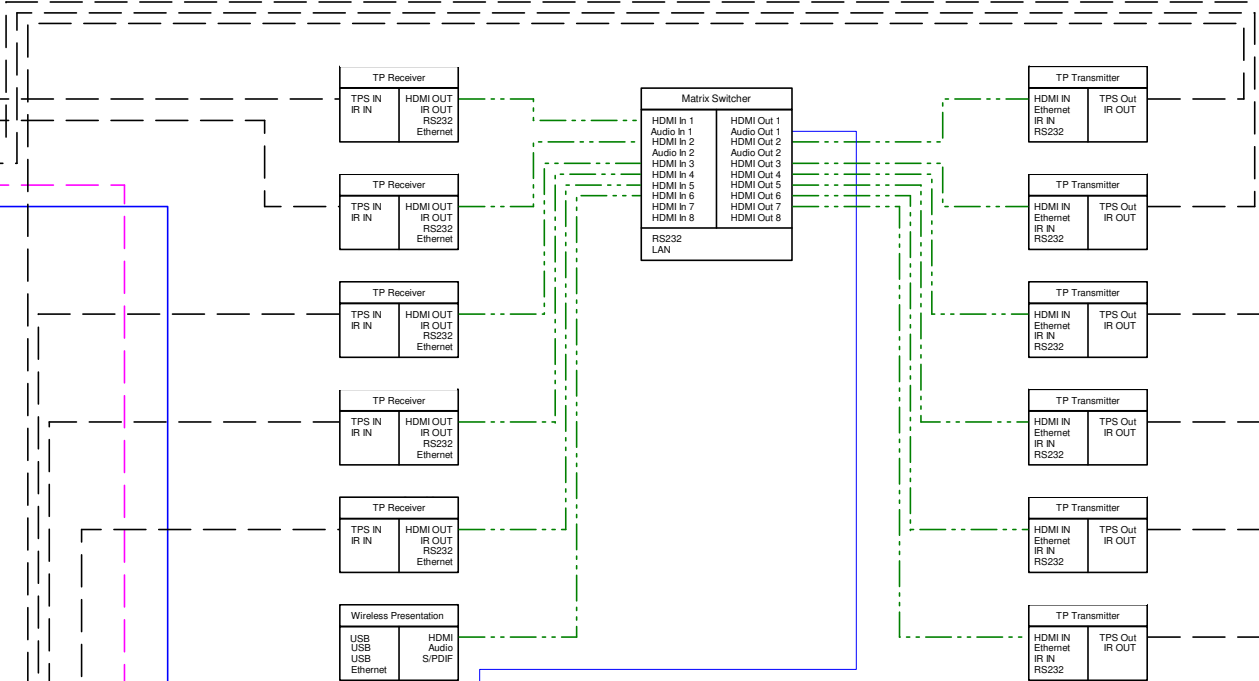 TP Receiver
TPS IN HDMI OUT
IR IN IR OUT
RS232
Ethernet
TP Receiver
TPS IN HDMI OUT
IR IN IR OUT
RS232
Ethernet
TP Receiver
TPS IN HDMI OUT
IR IN IR OUT
RS232
Ethernet
TP Receiver
TPS IN HDMI OUT
IR IN IR OUT
RS232
Ethernet
TP Receiver
TPS IN HDMI OUT
IR IN IR OUT
RS232
Ethernet
Wireless Presentation
USB HDMI
USB Audio
USB S/PDIF
Ethernet
Matrix Switcher
HDMI In 1 HDMI Out 1
Audio In 1 Audio Out 1
HDMI In 2 HDMI Out 2
Audio In 2 Audio Out 2
HDMI In 3 HDMI Out 3
HDMI In 4 HDMI Out 4
HDMI In 5 HDMI Out 5
HDMI In 6 HDMI Out 6
HDMI In 7 HDMI Out 7
HDMI In 8 HDMI Out 8
RS232
LAN
TP Transmitter
HDMI IN TPS Out
Ethernet IR OUT
IR IN
RS232
TP Transmitter
HDMI IN TPS Out
Ethernet IR OUT
IR IN
RS232
TP Transmitter
HDMI IN TPS Out
Ethernet IR OUT
IR IN
RS232
TP Transmitter
HDMI IN TPS Out
Ethernet IR OUT
IR IN
RS232
TP Transmitter
HDMI IN TPS Out
Ethernet IR OUT
IR IN
RS232
TP Transmitter
HDMI IN TPS Out
Ethernet IR OUT
IR IN
RS232